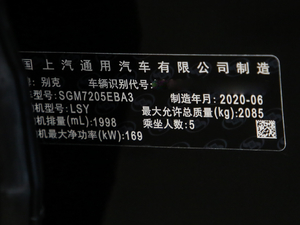 国 上汽通用汽车有限公司制造
别克 车辆识别代号:
型号: SGM7205EBA3 制造年月: 2020-06
机型号: LSY 最大允许总质量(kg): 2085
机排量(mL): 1998 乘坐人数: 5
机最大净功率(kW): 169